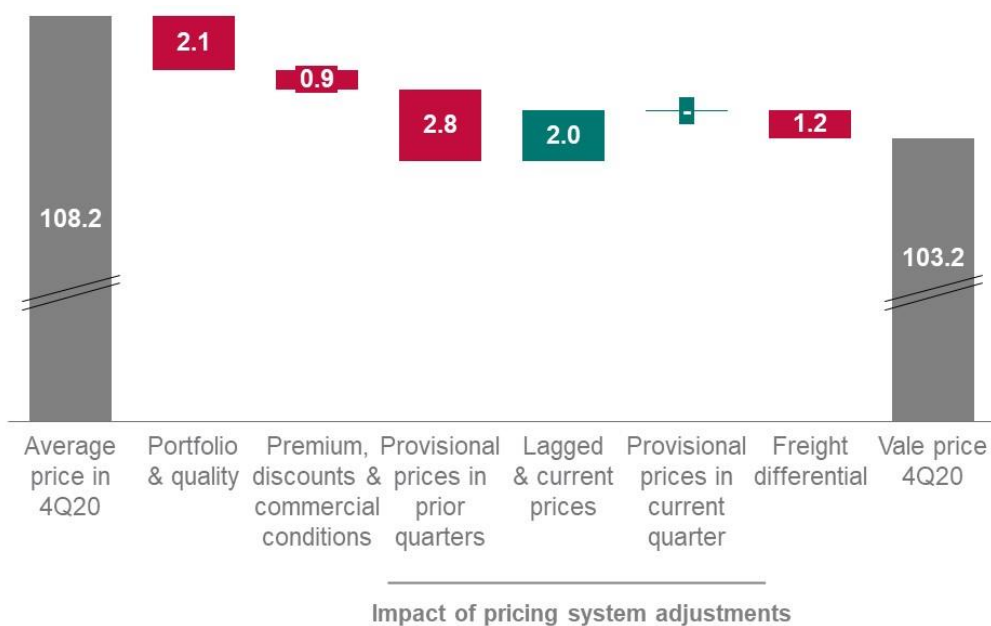 2.1
0.9
2.8
2.0
-
1.2
108.2
103.2
Average
price in
4Q20
Portfolio
& quality
Premium,
discounts &
commercial
conditions
Provisional
prices in
prior
quarters
Lagged
& current
prices
Provisional
prices in
current
quarter
Freight
differential
Vale price
4Q20
Impact of pricing system adjustments